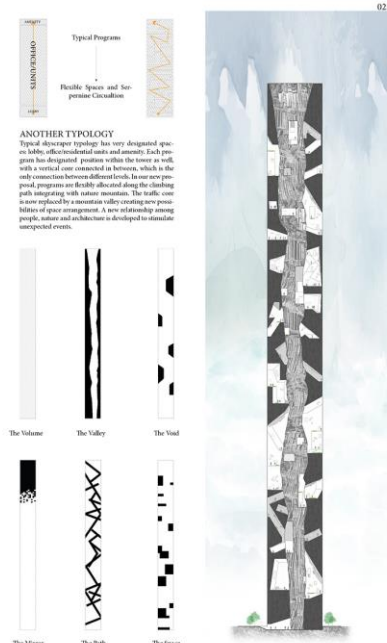 02
AMENITY
OFFICE/UNITS
LOBBY
Typical Programs
Flexible Spaces and Ser-
pernine Circualtion
ANOTHER TYPOLOGY
Typical skyscraper typology has very designated spac-
es: lobby, office/residential units and amenity. Each pro-
gram has designated position within the tower as well,
with a vertical core connected in between, which is the
only connection between different levels. In our new pro-
posal, programs are flexibly allocated along the climbing
path integrating with nature mountain. The traffic core
is now replaced by a mountain valley creating new possi-
bilities of space arrangement. A new relationship among
people, nature and architecture is developed to stimulate
unexpected events.
The Volume
The Valley
The Void
The Path